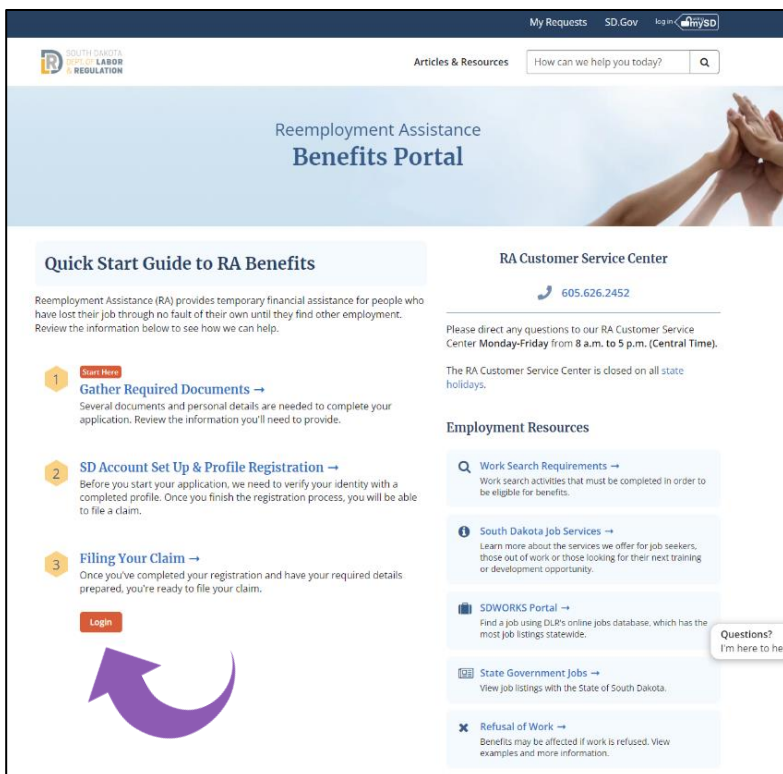 My Requests SD.Gov log in mySD
SOUTH DAKOTA
DEPT. OF LABOR
& REGULATION
Articles & Resources How can we help you today?
Reemployment Assistance
Benefits Portal
Quick Start Guide to RA Benefits
Reemployment Assistance (RA) provides temporary financial assistance for people who
have lost their job through no fault of their own until they find other employment.
Review the information below to see how we can help.
1
Start Here
Gather Required Documents →
Several documents and personal details are needed to complete your
application. Review the information you'll need to provide.
2
SD Account Set Up & Profile Registration →
Before you start your application, we need to verify your identity with a
completed profile. Once you finish the registration process, you will be able
to file a claim.
3
Filing Your Claim →
Once you've completed your registration and have your required details
prepared, you're ready to file your claim.
Login
RA Customer Service Center
605.626.2452
Please direct any questions to our RA Customer Service
Center Monday-Friday from 8 a.m. to 5 p.m. (Central Time).
The RA Customer Service Center is closed on all state
holidays.
Employment Resources
Work Search Requirements →
Work search activities that must be completed in order to
be eligible for benefits.
South Dakota Job Services →
Learn more about the services we offer for job seekers,
those out of work or those looking for their next training
or development opportunity.
SDWORKS Portal →
Find a job using DLR's online jobs database, which has the
most job listings statewide.
Questions?
I'm here to he
State Government Jobs →
View job listings with the State of South Dakota.
Refusal of Work →
Benefits may be affected if work is refused. View
examples and more information.